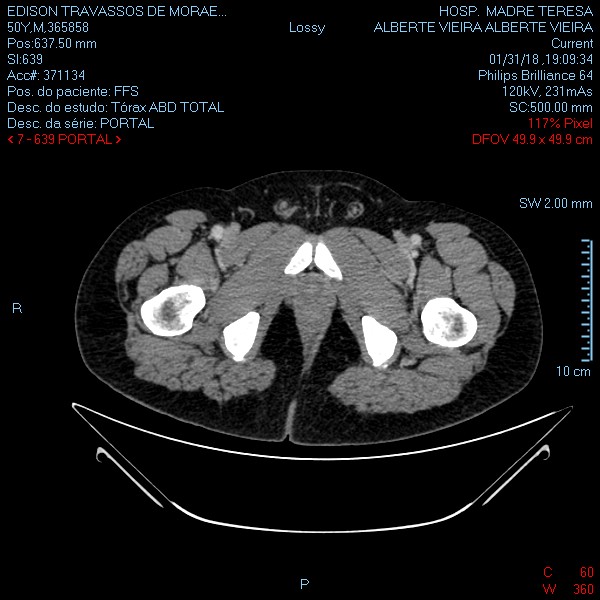 EDISON TRAVASSOS DE MORAE...
50Y,M,365858
Pos:637.50 mm
SI:639
Acc#: 371134
Pos. do paciente: FFS
Desc. do estudo: Tórax ABD TOTAL
Desc. da série: PORTAL
< 7 - 639 PORTAL >
Lossy
HOSP. MADRE TERESA
ALBERTE VIEIRA ALBERTE VIEIRA
Current
01/31/18 ,19:09:34
Philips Brilliance 64
120kV, 231mAs
SC:500.00 mm
117% Pixel
DFOV 49.9 x 49.9 cm
SW 2.00 mm
R
10 cm
P
C 60
W 360